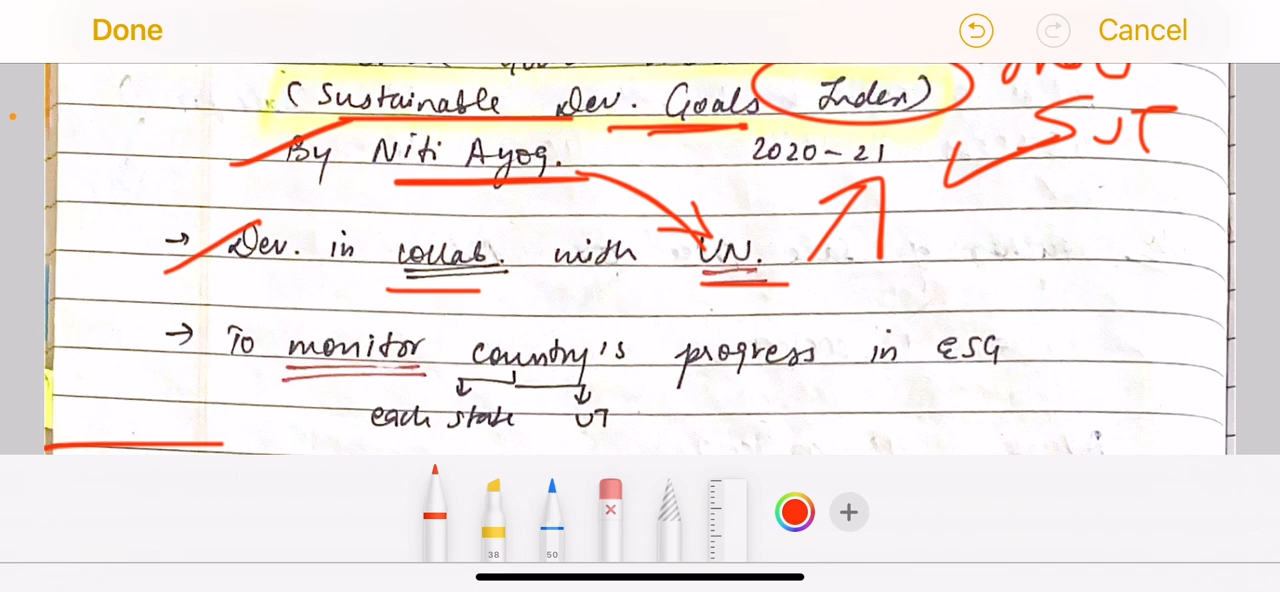 Done
Cancel
(Sustainable Dev. Goals Index)
SUT
By Niti Ayog. 2020-21
→ Dev. in collab. with UN.
→ To monitor country's progress in ESG
each state UT
38
50